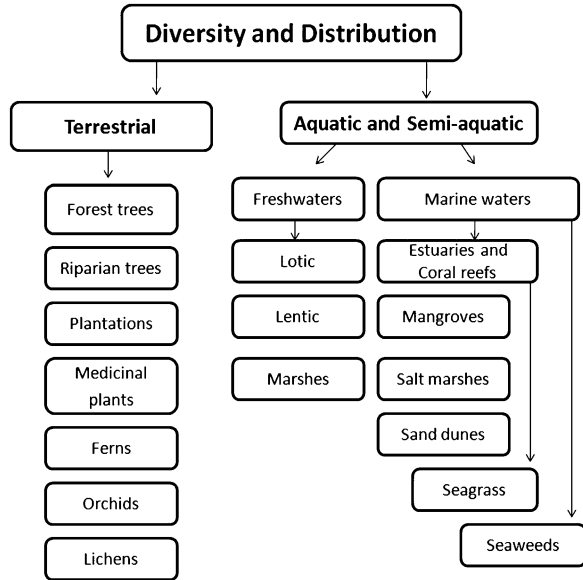 Diversity and Distribution
Terrestrial
Aquatic and Semi-aquatic
Forest trees
Riparian trees
Plantations
Medicinal
plants
Ferns
Orchids
Lichens
Freshwaters
Lotic
Lentic
Marshes
Marine waters
Estuaries and
Coral reefs
Mangroves
Salt marshes
Sand dunes
Seagrass
Seaweeds